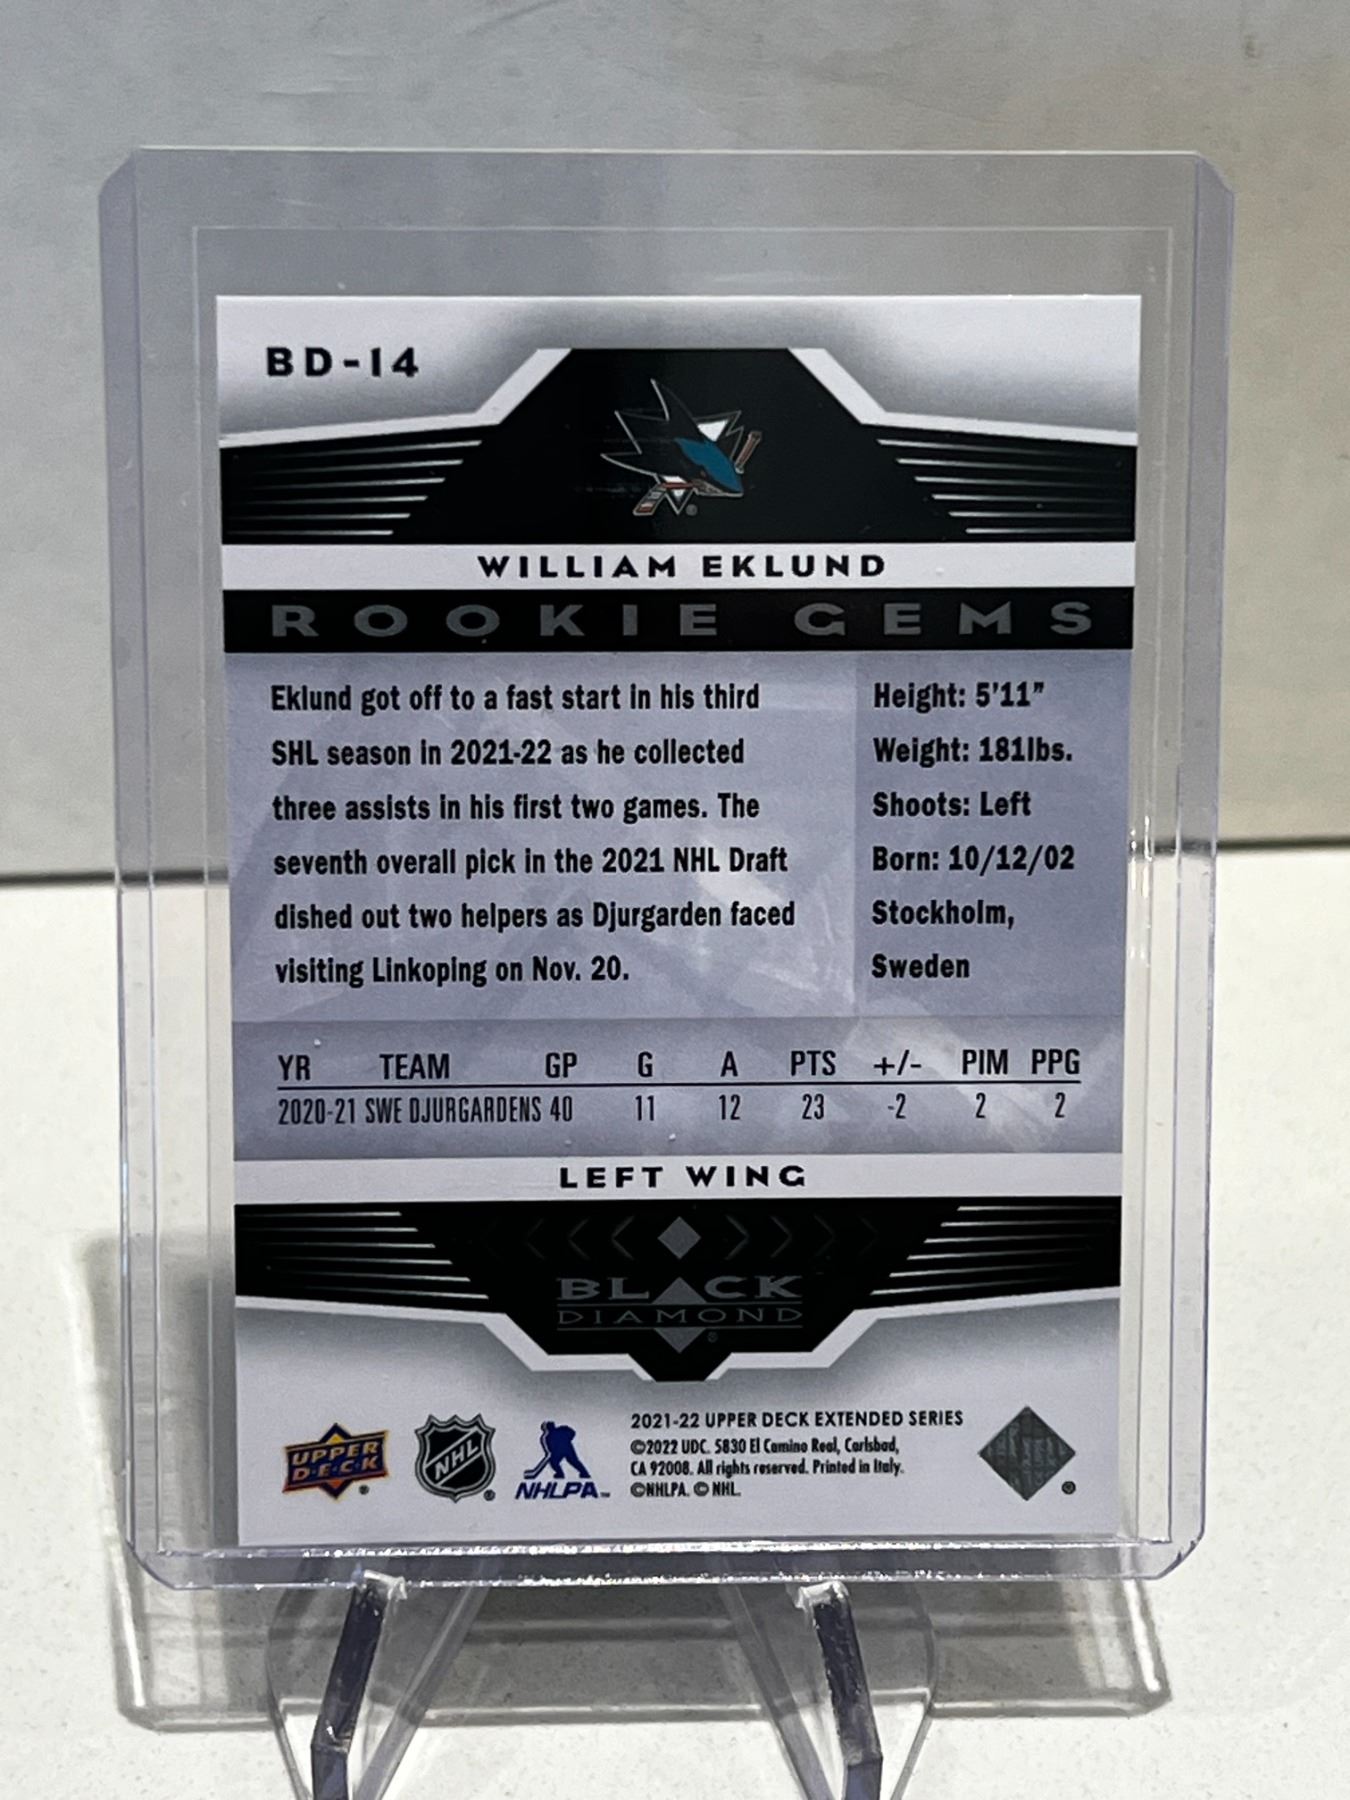 BD-14
WILLIAM EKLUND
ROOKIE GEMS
Eklund got off to a fast start in his third
SHL season in 2021-22 as he collected
three assists in his first two games. The
seventh overall pick in the 2021 NHL Draft
dished out two helpers as Djurgarden faced
visiting Linkoping on Nov. 20.
Height: 5'11"
Weight: 181lbs.
Shoots: Left
Born: 10/12/02
Stockholm,
Sweden
YR TEAM GP G A PTS +/- PIM PPG
2020-21 SWE DJURGARDENS 40 11 12 23 -2 2 2
LEFT WING
BLACK
DIAMOND
®
UPPER
D·E·C·K
®
NHL
®
NHLPA™
2021-22 UPPER DECK EXTENDED SERIES
©2022 UDC. 5830 El Camino Real, Carlsbad,
CA 92008. All rights reserved. Printed in Italy.
©NHLPA. © NHL.